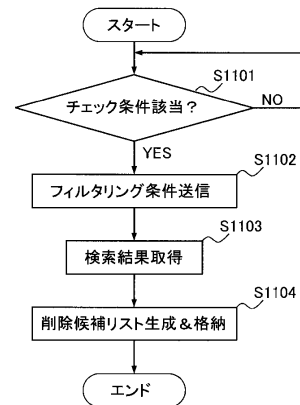 スタート
S1101
チェック条件該当？
NO
YES
S1102
フィルタリング条件送信
S1103
検索結果取得
S1104
削除候補リスト生成＆格納
エンド